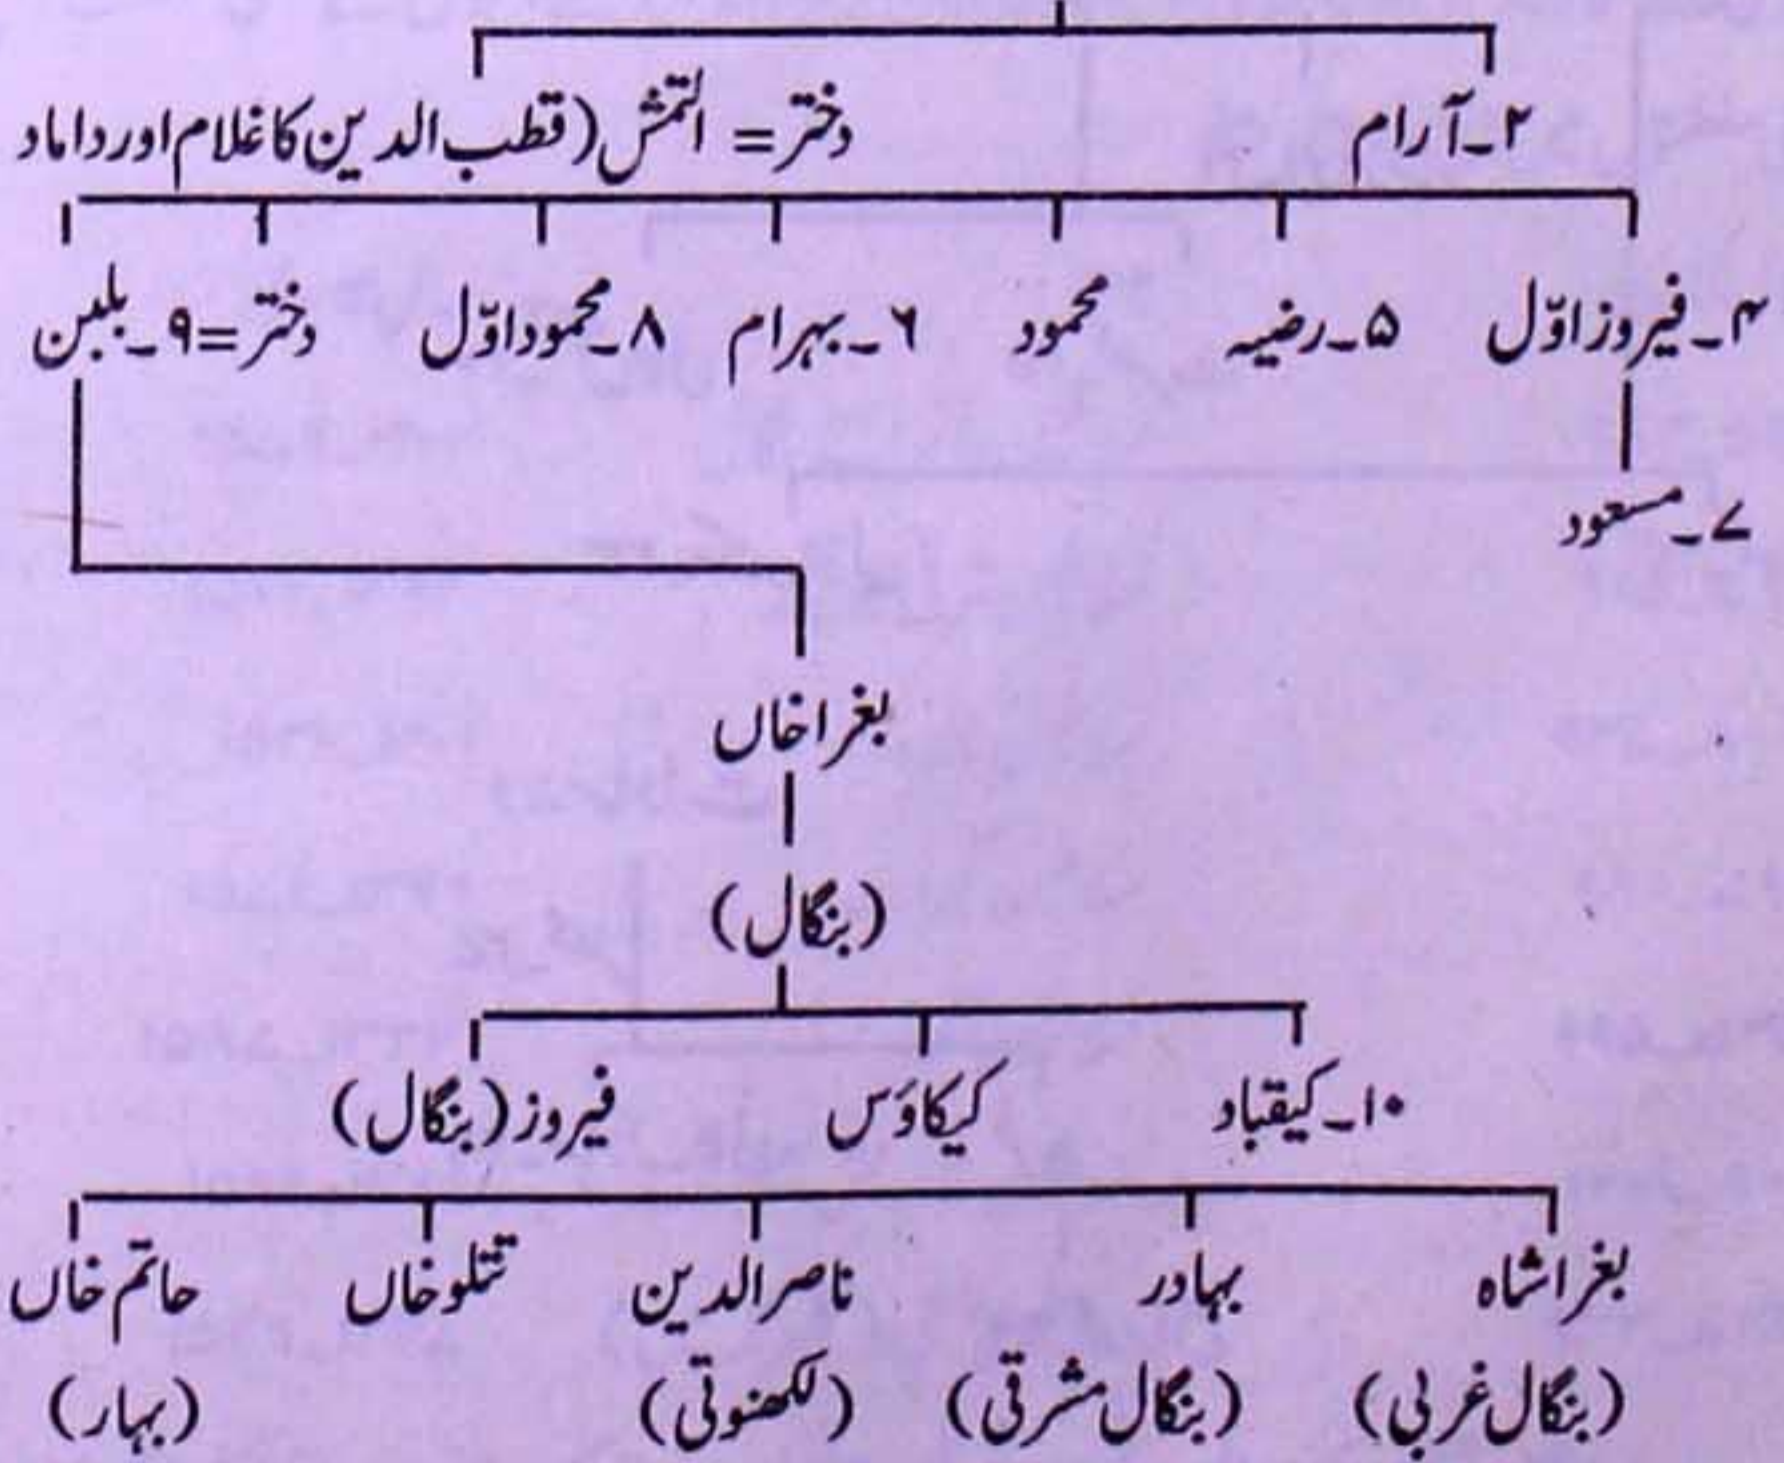 ۲۔آرام دختر = التمش (قطب الدین کا غلام اور داماد
۴۔فیروز اوّل ۵۔رضیہ محمود ۶۔بہرام ۸۔محمود اوّل دختر=۹۔بلبن
۷۔مسعود
بغرا خاں
(بنگال)
۱۰۔کیقباد کیکاؤس فیروز (بنگال)
بغرا شاہ بہادر ناصر الدین تتلو خاں حاتم خاں
(بنگال غربی) (بنگال مشرقی) (لکھنوتی) (بہار)